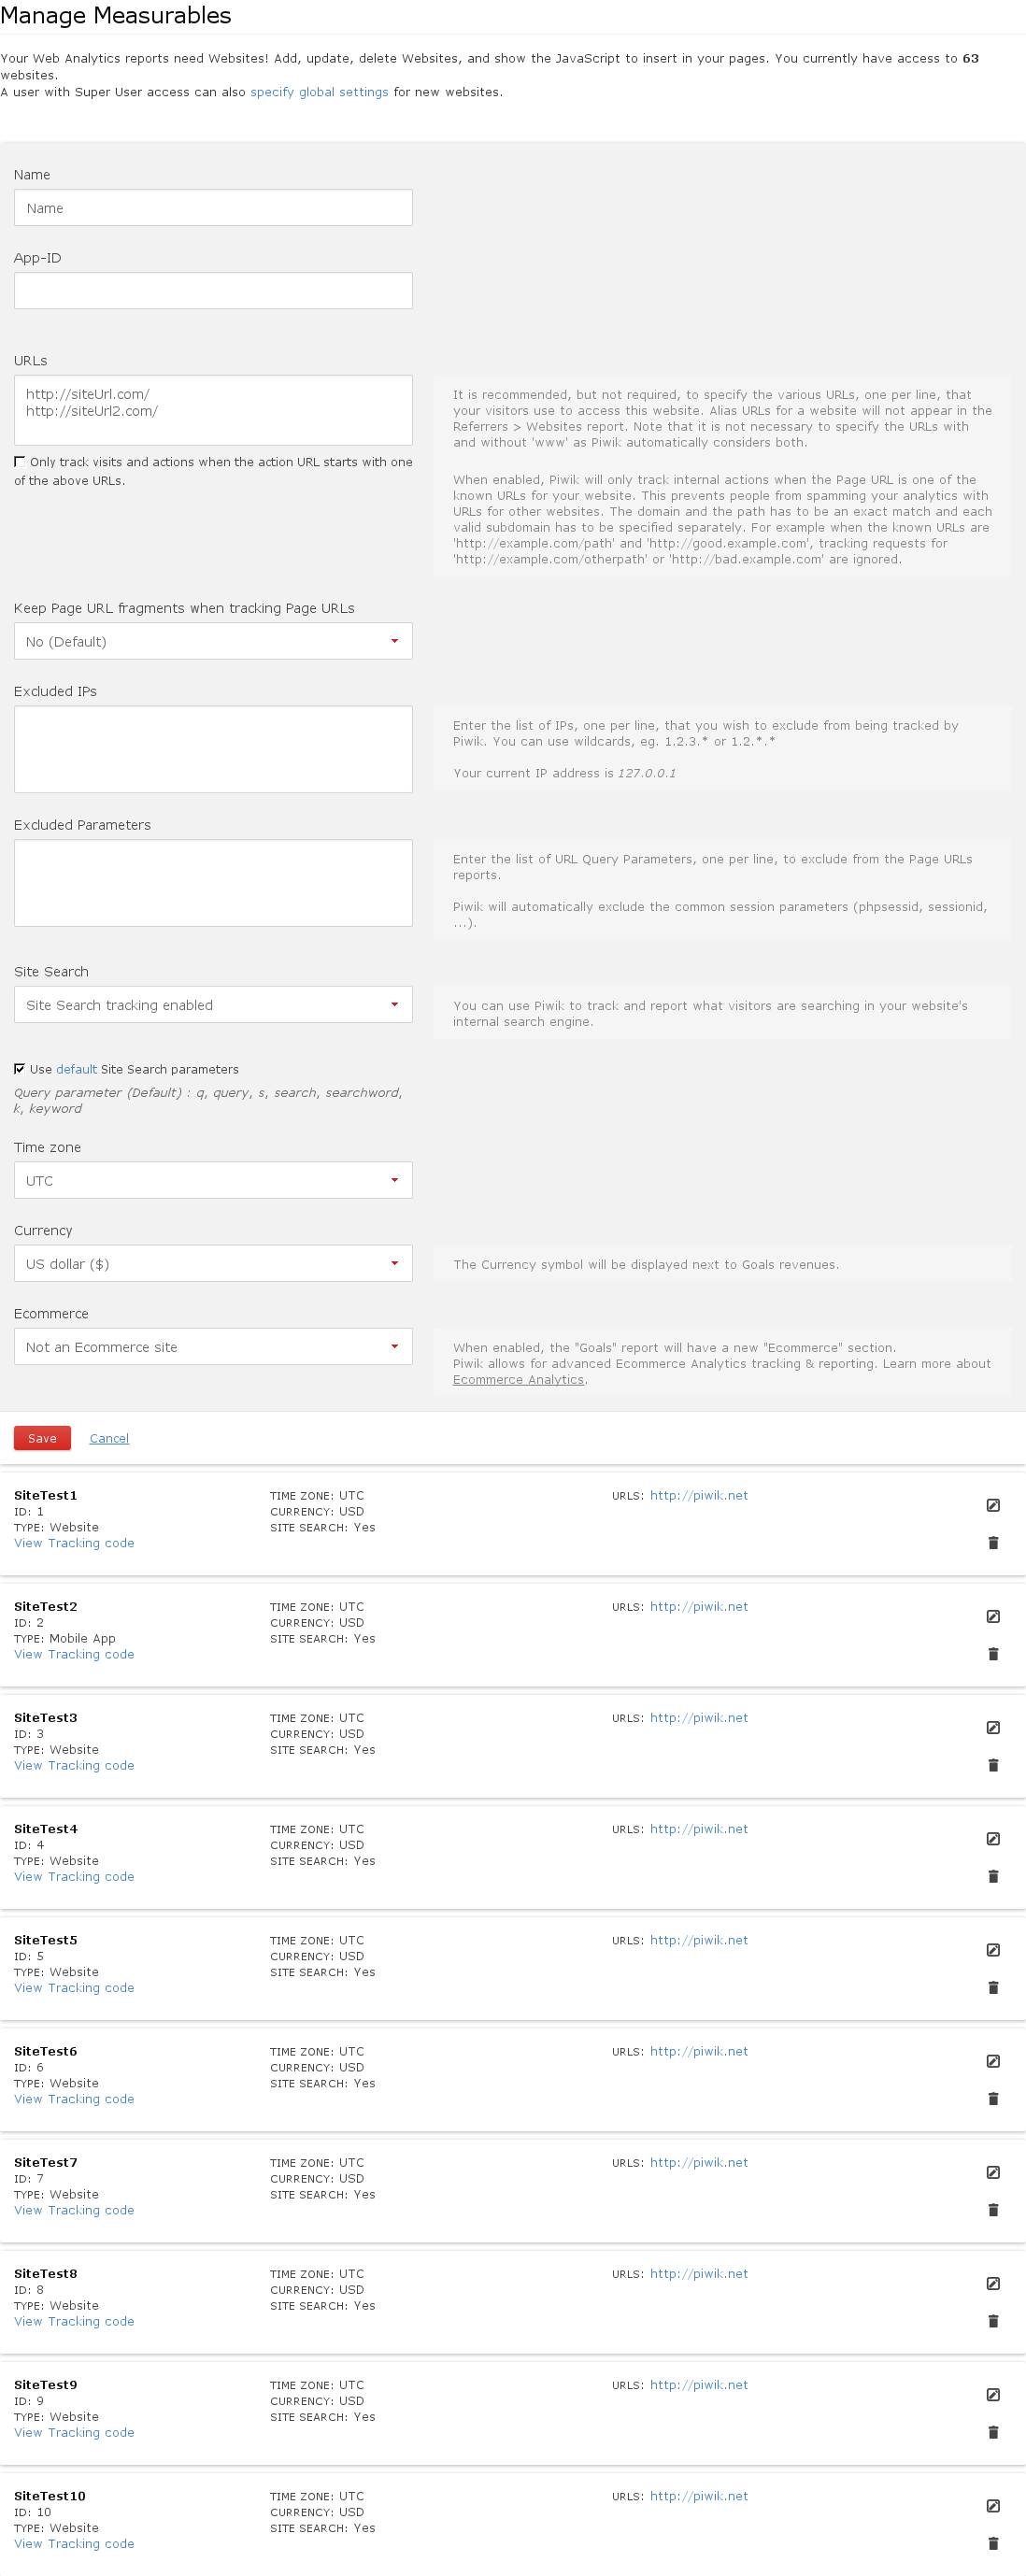 Manage Measurables
Your Web Analytics reports need Websites! Add, update, delete Websites, and show the JavaScript to insert in your pages. You currently have access to 63
websites.
A user with Super User access can also specify global settings for new websites.
Name
Name
App-ID
URLs
http://siteUrl.com/
http://siteUrl2.com/
It is recommended, but not required, to specify the various URLs, one per line, that
your visitors use to access this website. Alias URLs for a website will not appear in the
Referrers > Websites report. Note that it is not necessary to specify the URLs with
and without 'www' as Piwik automatically considers both.
Only track visits and actions when the action URL starts with one
of the above URLs.
When enabled, Piwik will only track internal actions when the Page URL is one of the
known URLs for your website. This prevents people from spamming your analytics with
URLs for other websites. The domain and the path has to be an exact match and each
valid subdomain has to be specified separately. For example when the known URLs are
'http://example.com/path' and 'http://good.example.com', tracking requests for
'http://example.com/otherpath' or 'http://bad.example.com' are ignored.
Keep Page URL fragments when tracking Page URLs
No (Default)
Excluded IPs
Enter the list of IPs, one per line, that you wish to exclude from being tracked by
Piwik. You can use wildcards, eg. 1.2.3.* or 1.2.*.*
Your current IP address is 127.0.0.1
Excluded Parameters
Enter the list of URL Query Parameters, one per line, to exclude from the Page URLs
reports.
Piwik will automatically exclude the common session parameters (phpsessid, sessionid,
...).
Site Search
Site Search tracking enabled
You can use Piwik to track and report what visitors are searching in your website's
internal search engine.
Use default Site Search parameters
Query parameter (Default) : q, query, s, search, searchword,
k, keyword
Time zone
UTC
Currency
US dollar ($)
The Currency symbol will be displayed next to Goals revenues.
Ecommerce
Not an Ecommerce site
When enabled, the "Goals" report will have a new "Ecommerce" section.
Piwik allows for advanced Ecommerce Analytics tracking & reporting. Learn more about
Ecommerce Analytics.
Save Cancel
SiteTest1 TIME ZONE: UTC URLS: http://piwik.net
ID: 1 CURRENCY: USD
TYPE: Website SITE SEARCH: Yes
View Tracking code
SiteTest2 TIME ZONE: UTC URLS: http://piwik.net
ID: 2 CURRENCY: USD
TYPE: Mobile App SITE SEARCH: Yes
View Tracking code
SiteTest3 TIME ZONE: UTC URLS: http://piwik.net
ID: 3 CURRENCY: USD
TYPE: Website SITE SEARCH: Yes
View Tracking code
SiteTest4 TIME ZONE: UTC URLS: http://piwik.net
ID: 4 CURRENCY: USD
TYPE: Website SITE SEARCH: Yes
View Tracking code
SiteTest5 TIME ZONE: UTC URLS: http://piwik.net
ID: 5 CURRENCY: USD
TYPE: Website SITE SEARCH: Yes
View Tracking code
SiteTest6 TIME ZONE: UTC URLS: http://piwik.net
ID: 6 CURRENCY: USD
TYPE: Website SITE SEARCH: Yes
View Tracking code
SiteTest7 TIME ZONE: UTC URLS: http://piwik.net
ID: 7 CURRENCY: USD
TYPE: Website SITE SEARCH: Yes
View Tracking code
SiteTest8 TIME ZONE: UTC URLS: http://piwik.net
ID: 8 CURRENCY: USD
TYPE: Website SITE SEARCH: Yes
View Tracking code
SiteTest9 TIME ZONE: UTC URLS: http://piwik.net
ID: 9 CURRENCY: USD
TYPE: Website SITE SEARCH: Yes
View Tracking code
SiteTest10 TIME ZONE: UTC URLS: http://piwik.net
ID: 10 CURRENCY: USD
TYPE: Website SITE SEARCH: Yes
View Tracking code